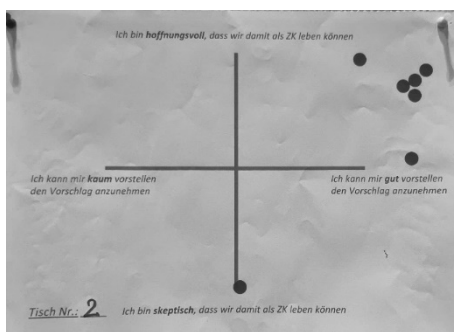 Ich bin hoffnungsvoll, dass wir damit als ZK leben können
Ich kann mir kaum vorstellen
den Vorschlag anzunehmen
Ich kann mir gut vorstellen
den Vorschlag anzunehmen
Tisch Nr.: 2
Ich bin skeptisch, dass wir damit als ZK leben können